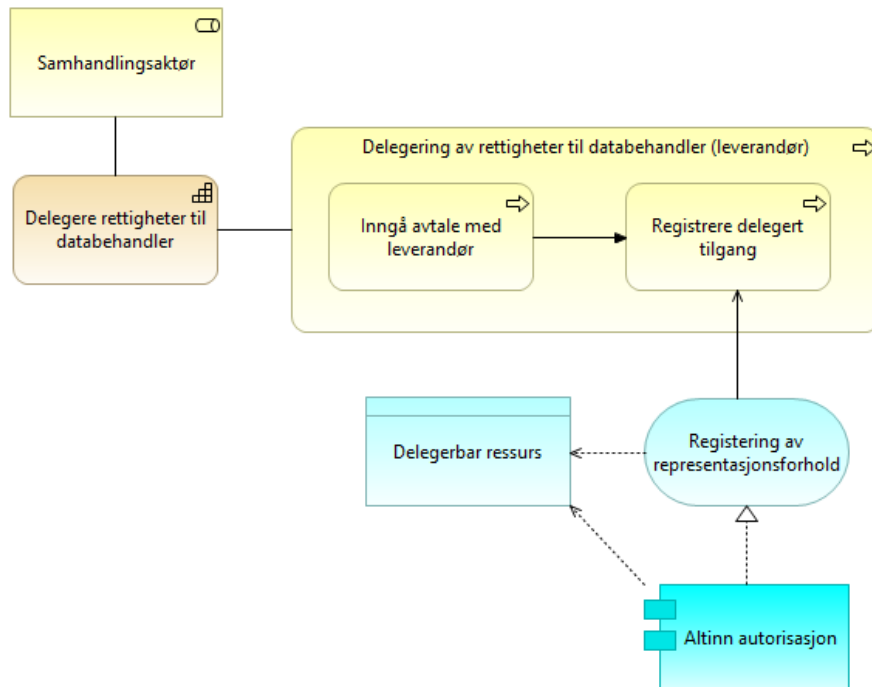 Samhandlingsaktør
Delegering av rettigheter til databehandler (leverandør)
Delegere rettigheter til
databehandler
Inngå avtale med
leverandør
Registrere delegert
tilgang
Delegerbar ressurs
Registering av
representasjonsforhold
Altinn autorisasjon